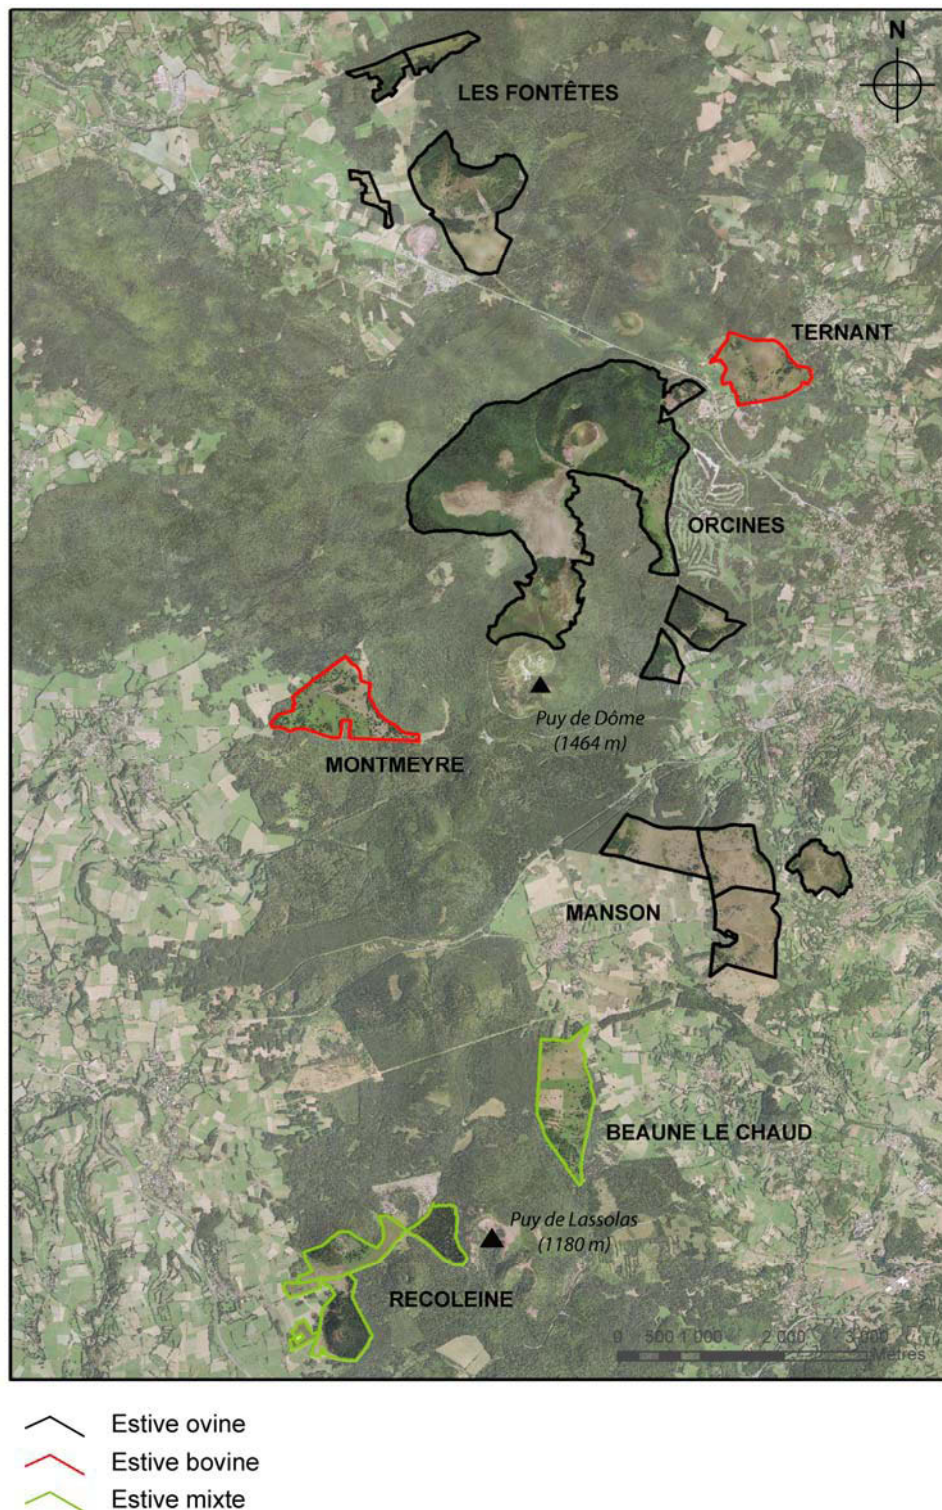 N
LES FONTÊTES
TERNANT
ORCINES
Puy de Dôme
(1464 m)
MONTMEYRE
MANSON
BEAUNE LE CHAUD
Puy de Lassolas
(1180 m)
RECOLEINE
0 500 1 000 2 000 3 000
Mètres
Estive ovine
Estive bovine
Estive mixte